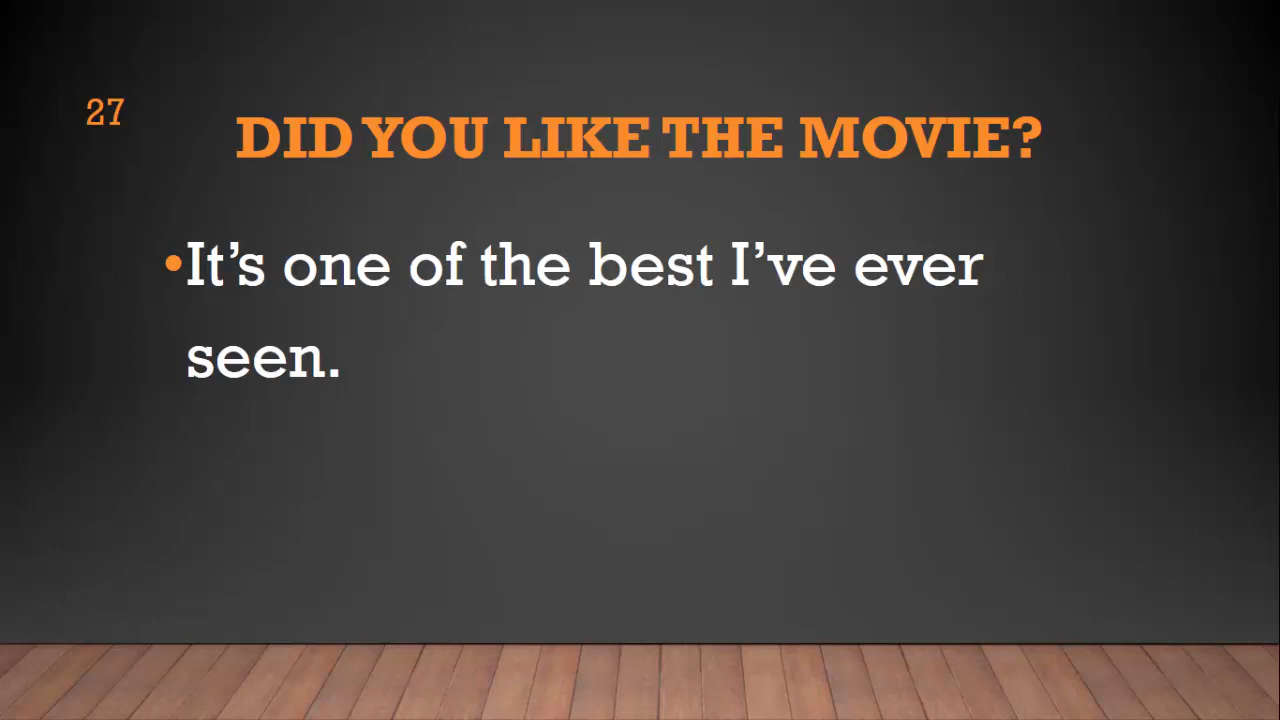 27
DID YOU LIKE THE MOVIE?
•It’s one of the best I’ve ever
seen.